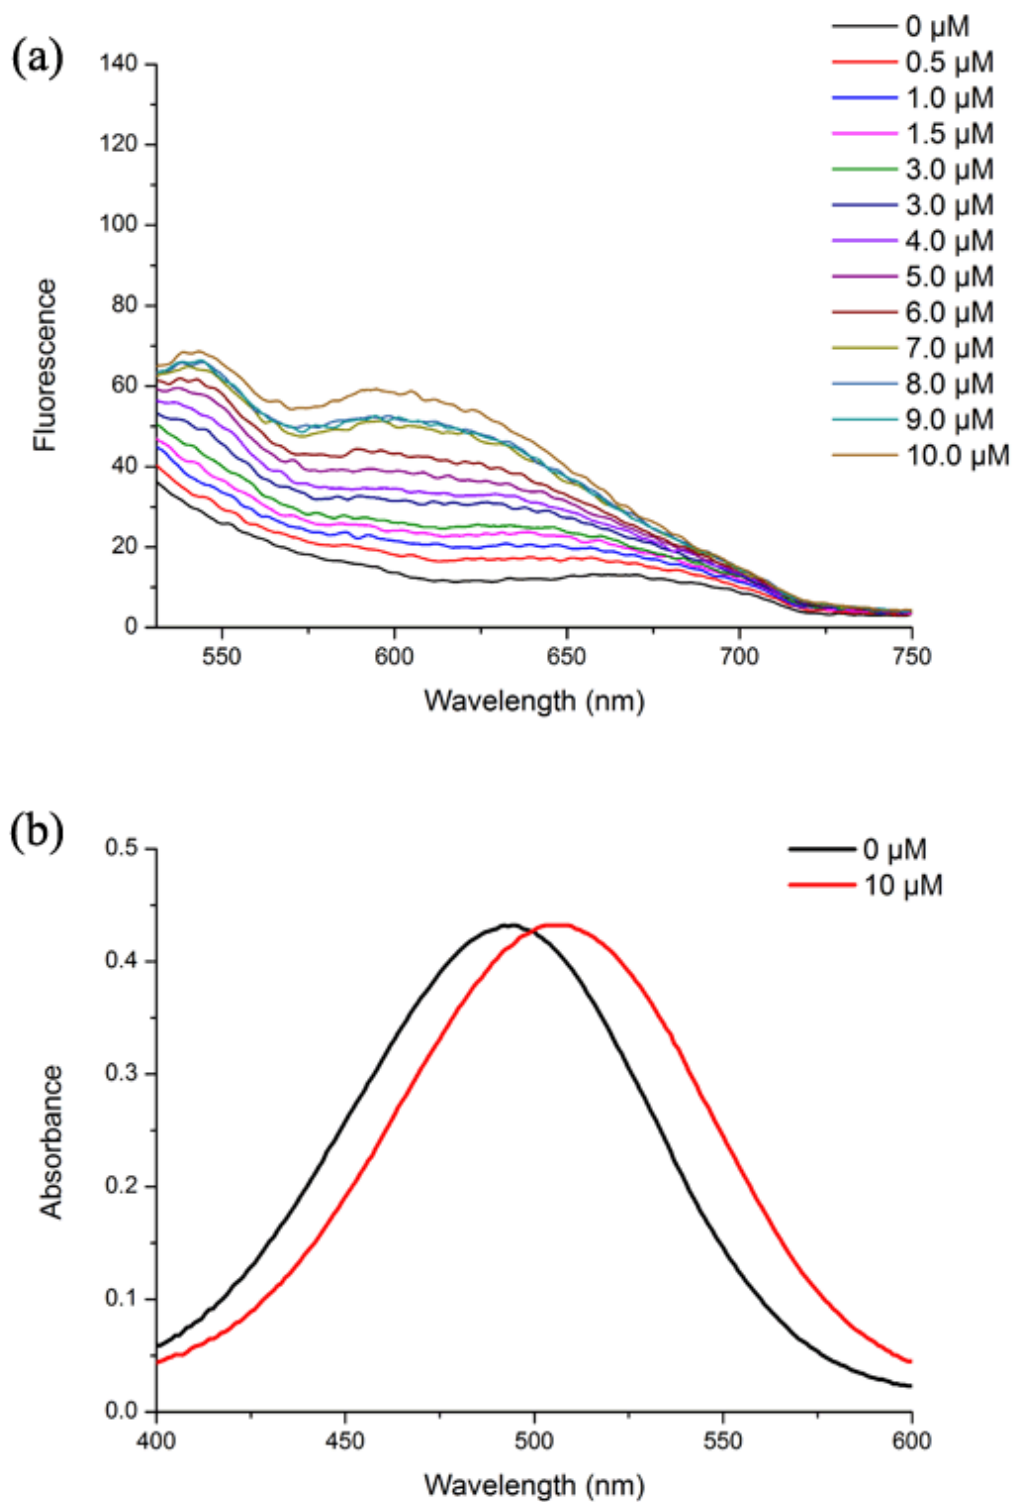 (a)
0 µM
0.5 µM
1.0 µM
1.5 µM
3.0 µM
3.0 µM
4.0 µM
5.0 µM
6.0 µM
7.0 µM
8.0 µM
9.0 µM
10.0 µM
140
120
100
80
60
40
20
0
Fluorescence
550 600 650 700 750
Wavelength (nm)
(b)
0 µM
10 µM
0.5
0.4
0.3
0.2
0.1
0.0
Absorbance
400 450 500 550 600
Wavelength (nm)